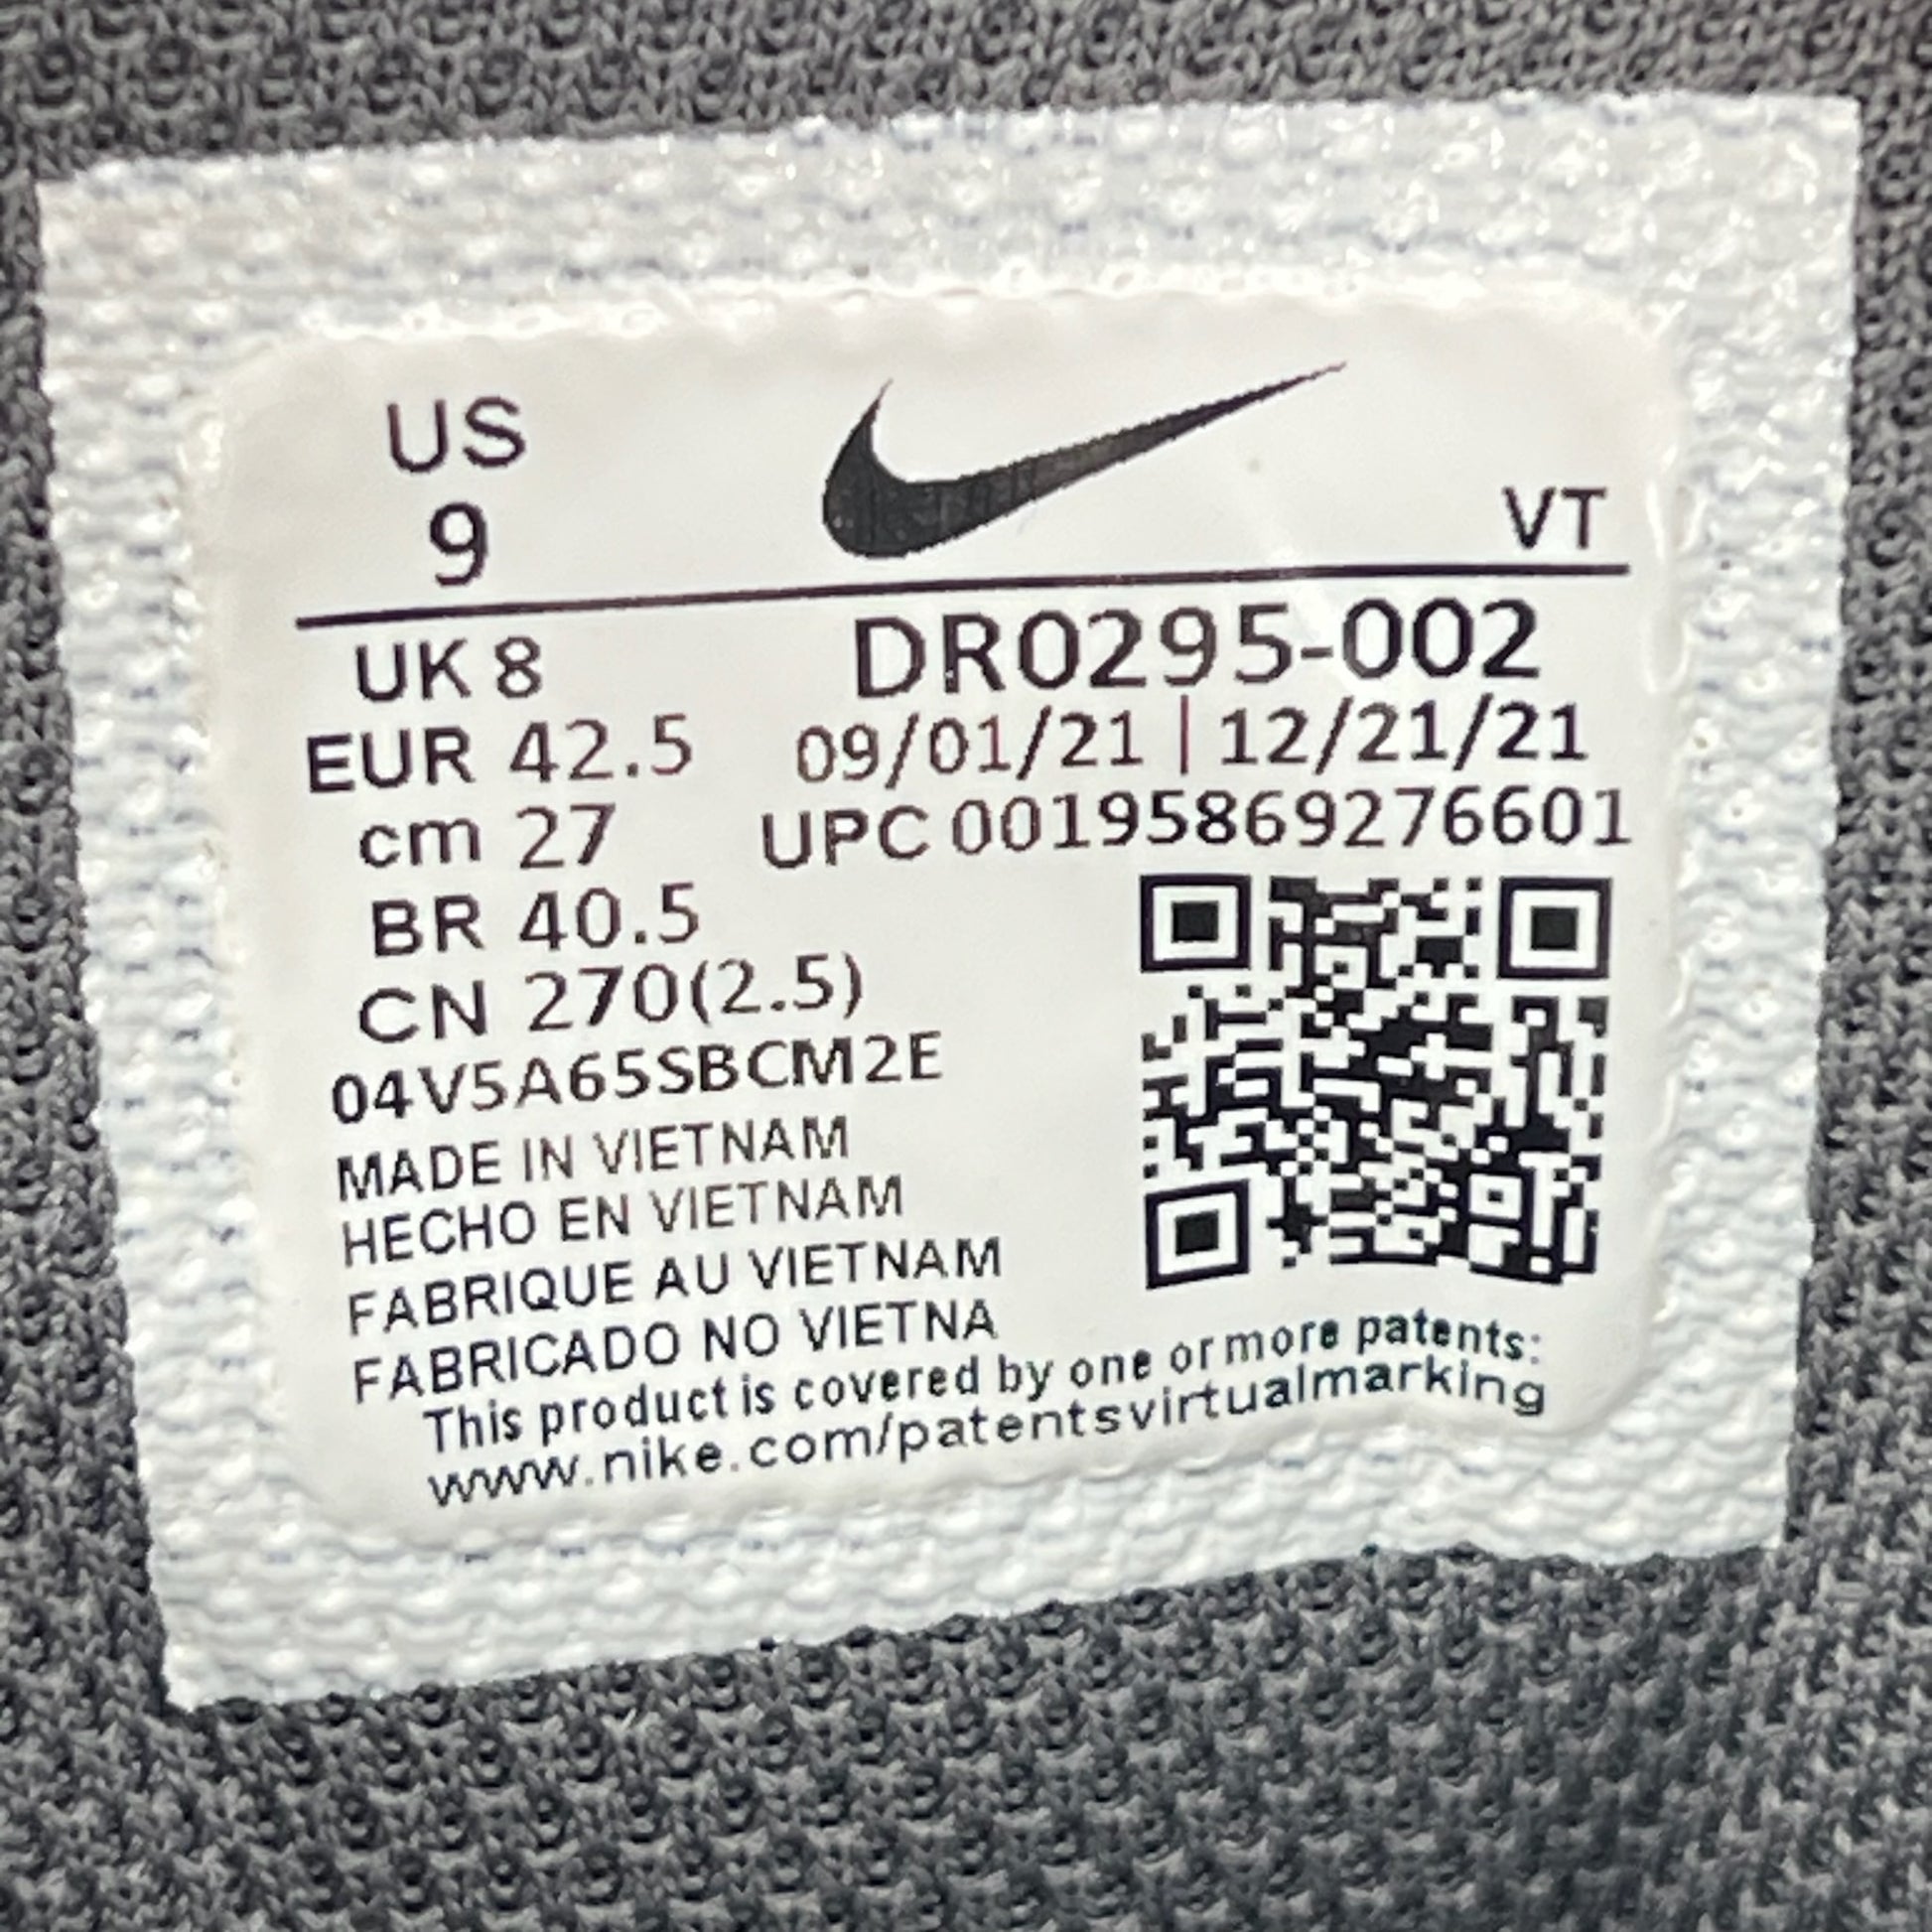 US
9
VT
UK 8
DR0295-002
EUR 42.5
09/01/21 | 12/21/21
cm 27
UPC 00195869276601
BR 40.5
CN 270(2.5)
04V5A65SBCM2E
MADE IN VIETNAM
HECHO EN VIETNAM
FABRIQUE AU VIETNAM
FABRICADO NO VIETNA
This product is covered by one or more patents:
www.nike.com/patentsvirtualmarking